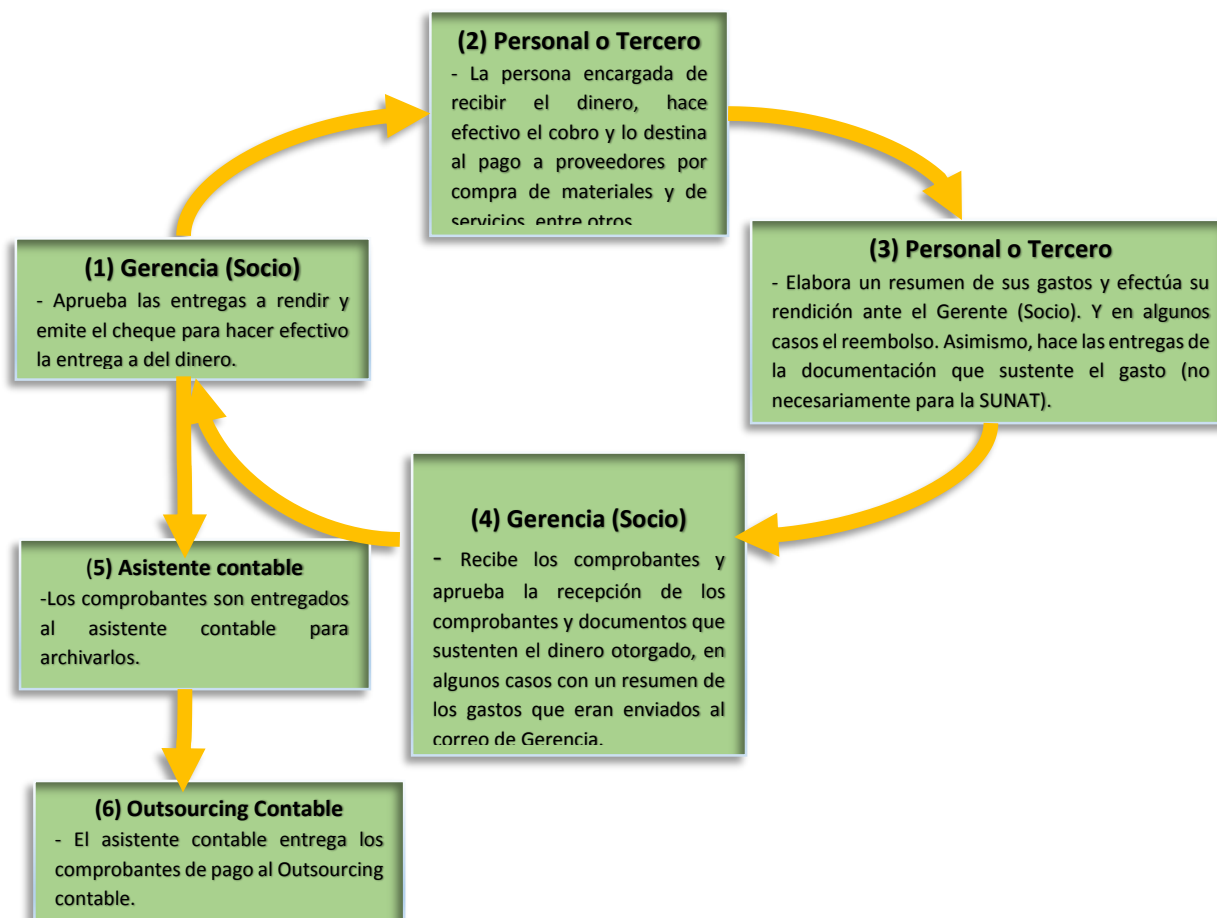 (1) Gerencia (Socio)
- Aprueba las entregas a rendir y
emite el cheque para hacer efectivo
la entrega a del dinero.
(2) Personal o Tercero
- La persona encargada de
recibir el dinero, hace
efectivo el cobro y lo destina
al pago a proveedores por
compra de materiales y de
servicios, entre otros
(3) Personal o Tercero
- Elabora un resumen de sus gastos y efectúa su
rendición ante el Gerente (Socio). Y en algunos
casos el reembolso. Asimismo, hace las entregas de
la documentación que sustente el gasto (no
necesariamente para la SUNAT).
(4) Gerencia (Socio)
- Recibe los comprobantes y
aprueba la recepción de los
comprobantes y documentos que
sustenten el dinero otorgado, en
algunos casos con un resumen de
los gastos que eran enviados al
correo de Gerencia.
(5) Asistente contable
-Los comprobantes son entregados
al asistente contable para
archivarlos.
(6) Outsourcing Contable
- El asistente contable entrega los
comprobantes de pago al Outsourcing
contable.